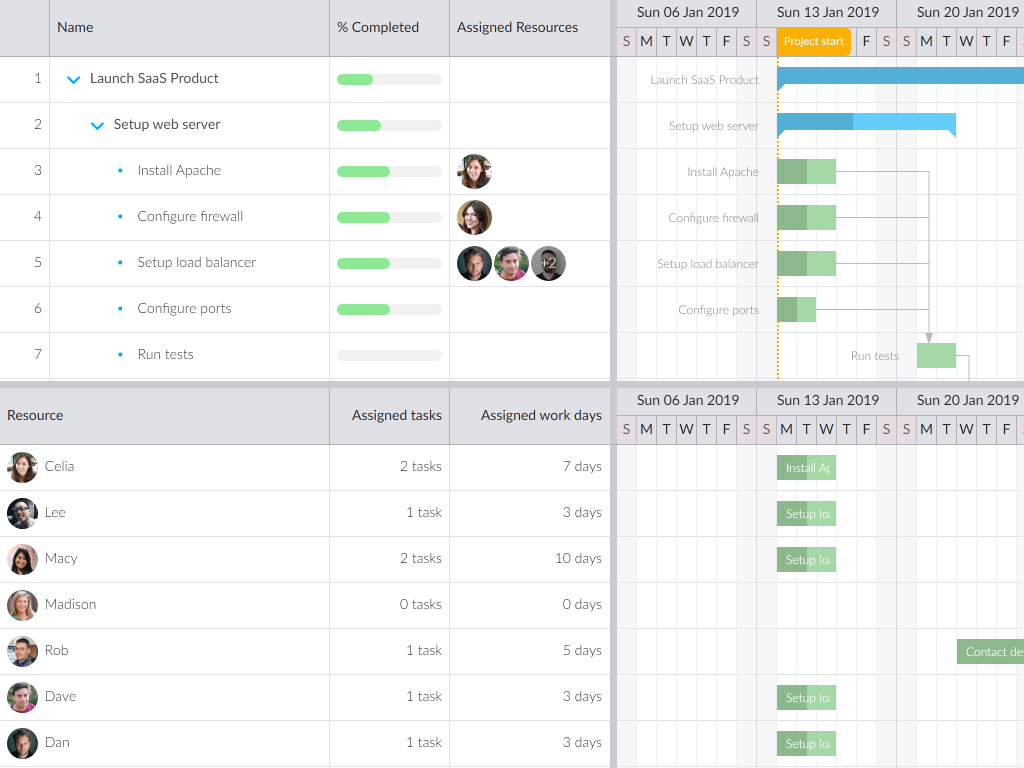 Name % Completed Assigned Resources Sun 06 Jan 2019 Sun 13 Jan 2019 Sun 20 Jan 2019
S M T W T F S S Project start F S S M T W T F
1 Launch SaaS Product Launch SaaS Product
2 Setup web server Setup web server
3 Install Apache Install Apache
4 Configure firewall Configure firewall
5 Setup load balancer +2 Setup load balancer
6 Configure ports Configure ports
7 Run tests Run tests
Resource Assigned tasks Assigned work days Sun 06 Jan 2019 Sun 13 Jan 2019 Sun 20 Jan 2019
S M T W T F S S M T W T F S S M T W T F
Celia 2 tasks 7 days Install Ap
Lee 1 task 3 days Setup loa
Macy 2 tasks 10 days Setup loa
Madison 0 tasks 0 days
Rob 1 task 5 days Contact des
Dave 1 task 3 days Setup loa
Dan 1 task 3 days Setup loa